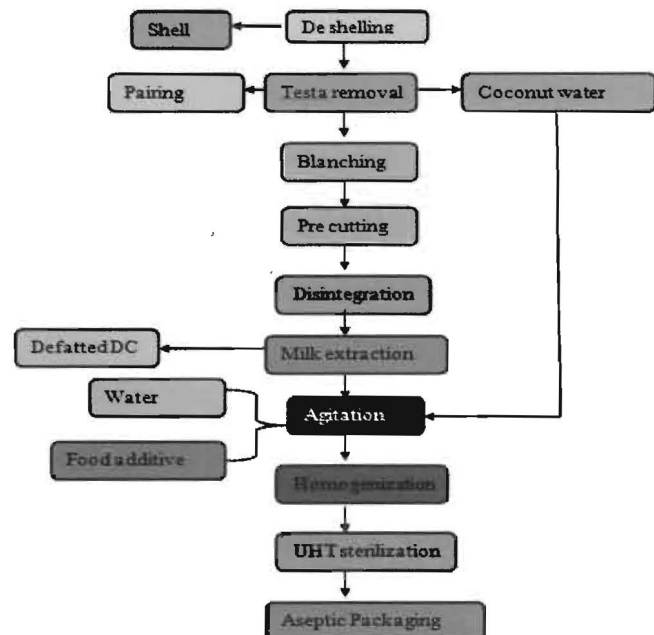 Shell
De shelling
Pairing
Testa removal
Coconut water
Blanching
Pre cutting
Disintegration
Defatted DC
Milk extraction
Water
Agitation
Food additive
Homogenization
UHT sterilization
Aseptic Packaging